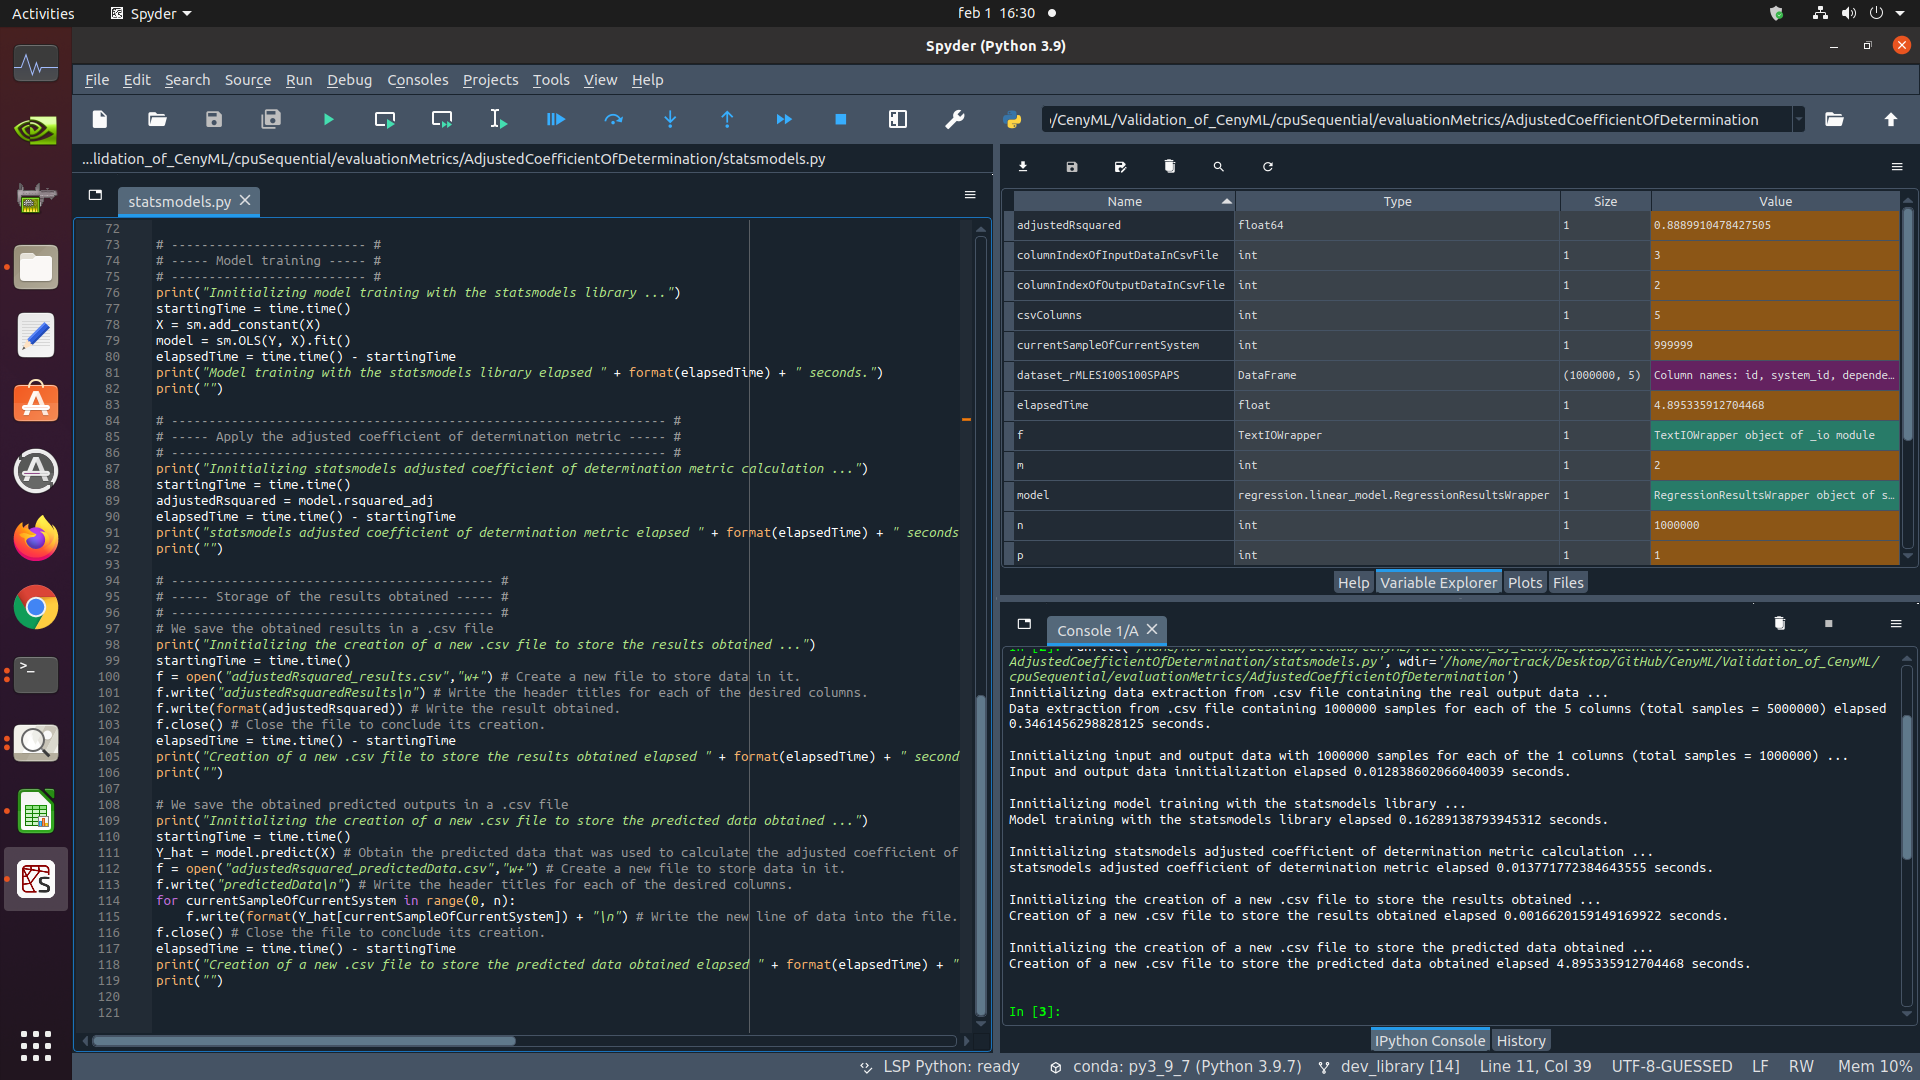 Activities
Spyder
feb 1 16:30
Spyder (Python 3.9)
File Edit Search Source Run Debug Consoles Projects Tools View Help
/CenyML/Validation_of_CenyML/cpuSequential/evaluationMetrics/AdjustedCoefficientOfDetermination
...lidation_of_CenyML/cpuSequential/evaluationMetrics/AdjustedCoefficientOfDetermination/statsmodels.py
statsmodels.py
72
73 # -------------------------- #
74 # ----- Model training ----- #
75 # -------------------------- #
76 print("Innitializing model training with the statsmodels library ...")
77 startingTime = time.time()
78 X = sm.add_constant(X)
79 model = sm.OLS(Y, X).fit()
80 elapsedTime = time.time() - startingTime
81 print("Model training with the statsmodels library elapsed " + format(elapsedTime) + " seconds.")
82 print("")
83
84 # ------------------------------------------------------------------ #
85 # ----- Apply the adjusted coefficient of determination metric ----- #
86 # ------------------------------------------------------------------ #
87 print("Innitializing statsmodels adjusted coefficient of determination metric calculation ...")
88 startingTime = time.time()
89 adjustedRsquared = model.rsquared_adj
90 elapsedTime = time.time() - startingTime
91 print("statsmodels adjusted coefficient of determination metric elapsed " + format(elapsedTime) + " seconds
92 print("")
93
94 # ------------------------------------------- #
95 # ----- Storage of the results obtained ----- #
96 # ------------------------------------------- #
97 # We save the obtained results in a .csv file
98 print("Innitializing the creation of a new .csv file to store the results obtained ...")
99 startingTime = time.time()
100 f = open("adjustedRsquared_results.csv","w+") # Create a new file to store data in it.
101 f.write("adjustedRsquaredResults\n") # Write the header titles for each of the desired columns.
102 f.write(format(adjustedRsquared)) # Write the result obtained.
103 f.close() # Close the file to conclude its creation.
104 elapsedTime = time.time() - startingTime
105 print("Creation of a new .csv file to store the results obtained elapsed " + format(elapsedTime) + " second
106 print("")
107
108 # We save the obtained predicted outputs in a .csv file
109 print("Innitializing the creation of a new .csv file to store the predicted data obtained ...")
110 startingTime = time.time()
111 Y_hat = model.predict(X) # Obtain the predicted data that was used to calculate the adjusted coefficient of
112 f = open("adjustedRsquared_predictedData.csv","w+") # Create a new file to store data in it.
113 f.write("predictedData\n") # Write the header titles for each of the desired columns.
114 for currentSampleOfCurrentSystem in range(0, n):
115 f.write(format(Y_hat[currentSampleOfCurrentSystem]) + "\n") # Write the new line of data into the file.
116 f.close() # Close the file to conclude its creation.
117 elapsedTime = time.time() - startingTime
118 print("Creation of a new .csv file to store the predicted data obtained elapsed " + format(elapsedTime) + "
119 print("")
120
121
Name Type Size Value
adjustedRsquared float64 1 0.8889910478427505
columnIndexOfInputDataInCsvFile int 1 3
columnIndexOfOutputDataInCsvFile int 1 2
csvColumns int 1 5
currentSampleOfCurrentSystem int 1 999999
dataset_rMLES100S100SPAPS DataFrame (1000000, 5) Column names: id, system_id, depende...
elapsedTime float 1 4.895335912704468
f TextIOWrapper 1 TextIOWrapper object of _io module
m int 1 2
model regression.linear_model.RegressionResultsWrapper 1 RegressionResultsWrapper object of s...
n int 1 1000000
p int 1 1
Help Variable Explorer Plots Files
Console 1/A
In [2]: runfile('/home/mortrack/Desktop/GitHub/CenyML/Validation_of_CenyML/cpuSequential/evaluationMetrics/
AdjustedCoefficientOfDetermination/statsmodels.py', wdir='/home/mortrack/Desktop/GitHub/CenyML/Validation_of_CenyML/
cpuSequential/evaluationMetrics/AdjustedCoefficientOfDetermination')
Innitializing data extraction from .csv file containing the real output data ...
Data extraction from .csv file containing 1000000 samples for each of the 5 columns (total samples = 5000000) elapsed
0.3461456298828125 seconds.
Innitializing input and output data with 1000000 samples for each of the 1 columns (total samples = 1000000) ...
Input and output data innitialization elapsed 0.012838602066040039 seconds.
Innitializing model training with the statsmodels library ...
Model training with the statsmodels library elapsed 0.16289138793945312 seconds.
Innitializing statsmodels adjusted coefficient of determination metric calculation ...
statsmodels adjusted coefficient of determination metric elapsed 0.013771772384643555 seconds.
Innitializing the creation of a new .csv file to store the results obtained ...
Creation of a new .csv file to store the results obtained elapsed 0.0016620159149169922 seconds.
Innitializing the creation of a new .csv file to store the predicted data obtained ...
Creation of a new .csv file to store the predicted data obtained elapsed 4.895335912704468 seconds.
In [3]:
IPython Console History
LSP Python: ready conda: py3_9_7 (Python 3.9.7) dev_library [14] Line 11, Col 39 UTF-8-GUESSED LF RW Mem 10%